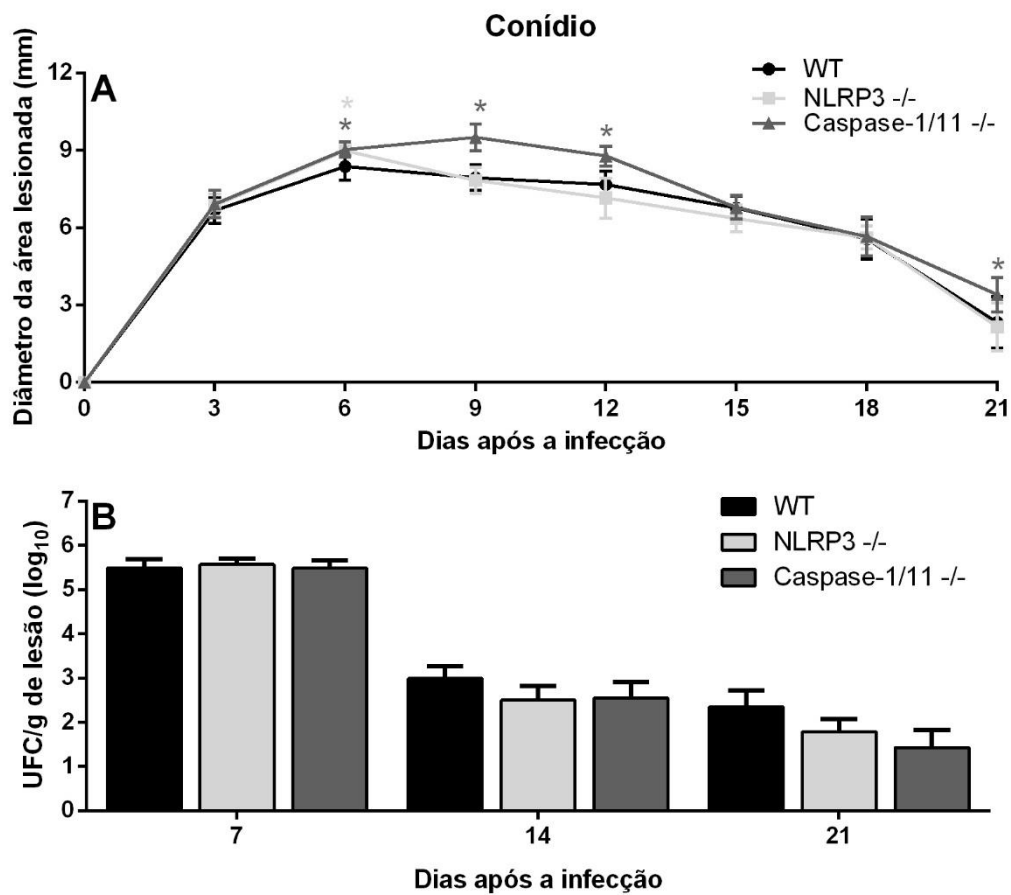 Conídio
A
WT
NLRP3 -/-
Caspase-1/11 -/-
Diâmetro da área lesionada (mm)
12
9
6
3
0
* * * * *
0 3 6 9 12 15 18 21
Dias após a infecção
B
WT
NLRP3 -/-
Caspase-1/11 -/-
UFC/g de lesão (log₁₀)
7
6
5
4
3
2
1
0
7 14 21
Dias após a infecção